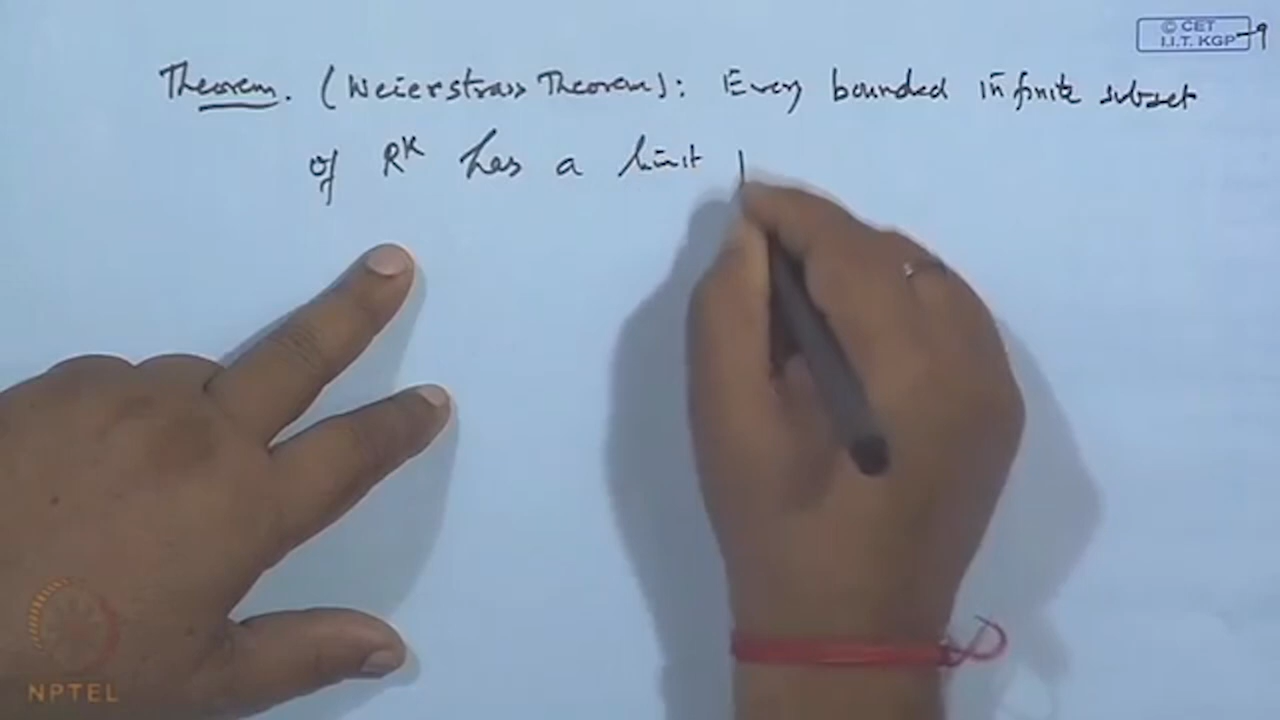 © CET
I.I.T. KGP
Theorem. (Weierstrass Theorem): Every bounded infinite subset
of R^K has a limit
NPTEL